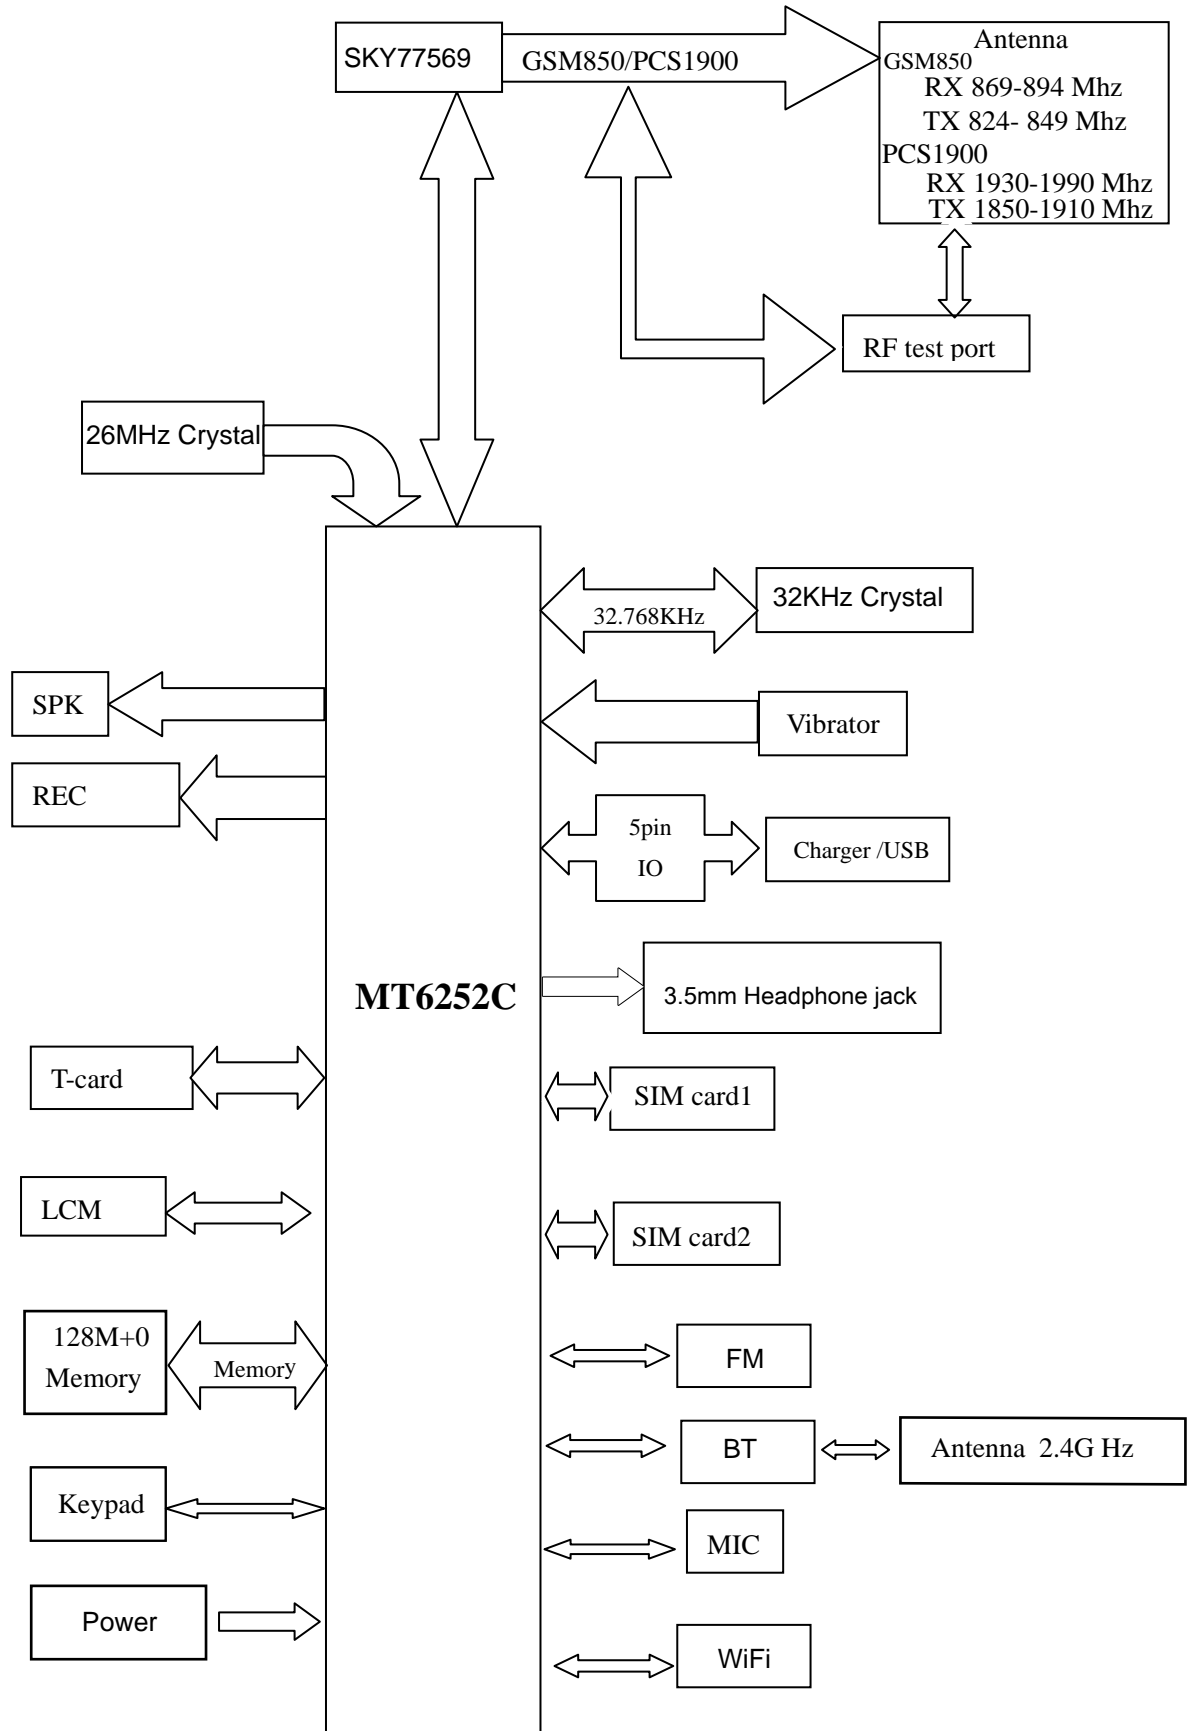 SKY77569
GSM850/PCS1900
Antenna
GSM850
RX 869-894 Mhz
TX 824- 849 Mhz
PCS1900
RX 1930-1990 Mhz
TX 1850-1910 Mhz
RF test port
26MHz Crystal
32.768KHz
32KHz Crystal
SPK
Vibrator
REC
5pin
IO
Charger /USB
MT6252C
3.5mm Headphone jack
T-card
SIM card1
LCM
SIM card2
128M+0
Memory
Memory
FM
BT
Antenna 2.4G Hz
Keypad
MIC
Power
WiFi